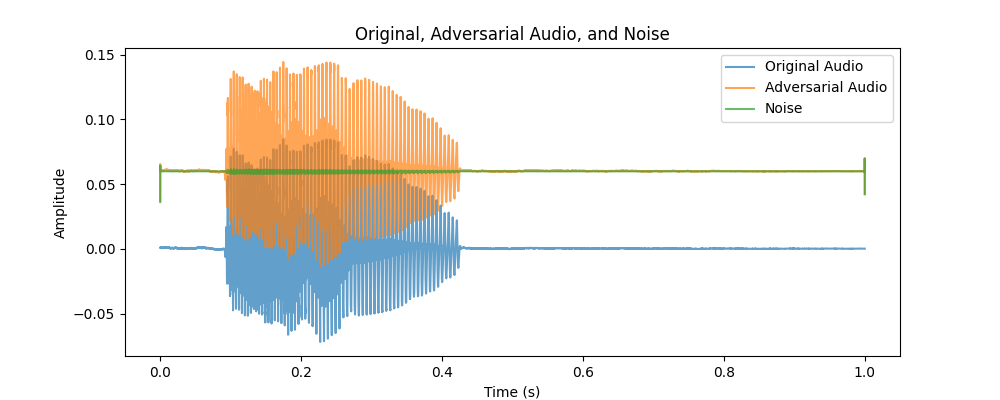 Original, Adversarial Audio, and Noise
Original Audio
Adversarial Audio
Noise
Amplitude
0.15
0.10
0.05
0.00
−0.05
0.0 0.2 0.4 0.6 0.8 1.0
Time (s)